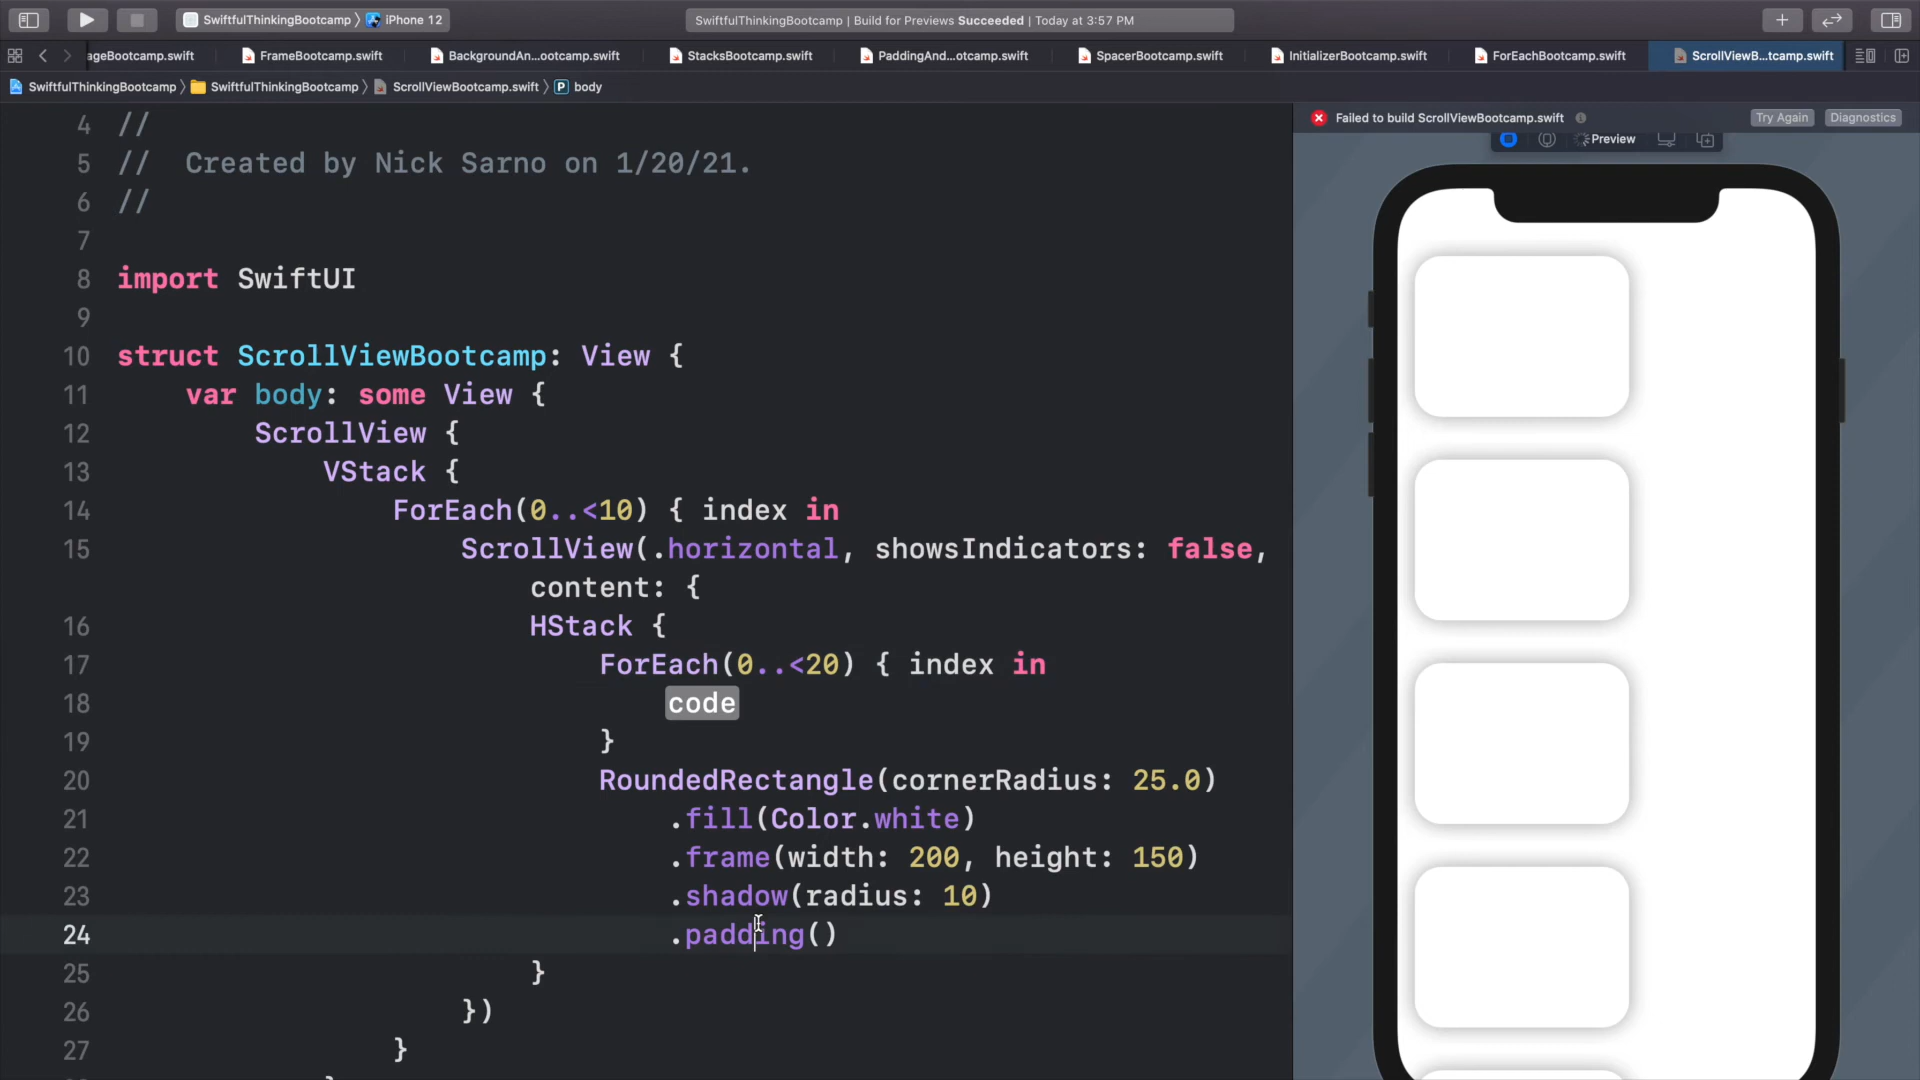 SwiftfulThinkingBootcamp 〉 iPhone 12
SwiftfulThinkingBootcamp | Build for Previews Succeeded | Today at 3:57 PM
ageBootcamp.swift
FrameBootcamp.swift
BackgroundAn...ootcamp.swift
StacksBootcamp.swift
PaddingAnd...otcamp.swift
SpacerBootcamp.swift
InitializerBootcamp.swift
ForEachBootcamp.swift
ScrollViewB...tcamp.swift
SwiftfulThinkingBootcamp 〉 SwiftfulThinkingBootcamp 〉 ScrollViewBootcamp.swift 〉 P body
Failed to build ScrollViewBootcamp.swift
Try Again
Diagnostics
Preview
4 //
5 //  Created by Nick Sarno on 1/20/21.
6 //
7
8 import SwiftUI
9
10 struct ScrollViewBootcamp: View {
11     var body: some View {
12         ScrollView {
13             VStack {
14                 ForEach(0..<10) { index in
15                     ScrollView(.horizontal, showsIndicators: false,
content: {
16                         HStack {
17                             ForEach(0..<20) { index in
18                                 code
19                             }
20                             RoundedRectangle(cornerRadius: 25.0)
21                                 .fill(Color.white)
22                                 .frame(width: 200, height: 150)
23                                 .shadow(radius: 10)
24                                 .padding()
25                         }
26                     })
27                 }